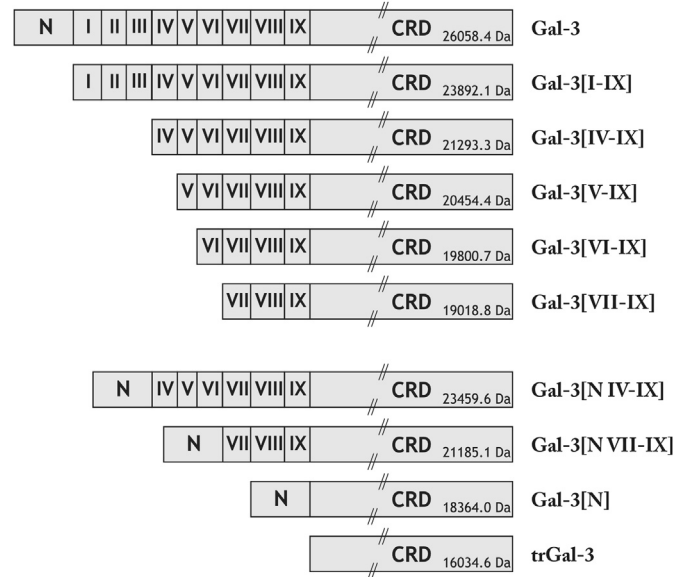 N I II III IV V VI VII VIII IX CRD 26058.4 Da Gal-3
I II III IV V VI VII VIII IX CRD 23892.1 Da Gal-3[I-IX]
IV V VI VII VIII IX CRD 21293.3 Da Gal-3[IV-IX]
V VI VII VIII IX CRD 20454.4 Da Gal-3[V-IX]
VI VII VIII IX CRD 19800.7 Da Gal-3[VI-IX]
VII VIII IX CRD 19018.8 Da Gal-3[VII-IX]
N IV V VI VII VIII IX CRD 23459.6 Da Gal-3[N IV-IX]
N VII VIII IX CRD 21185.1 Da Gal-3[N VII-IX]
N CRD 18364.0 Da Gal-3[N]
CRD 16034.6 Da trGal-3